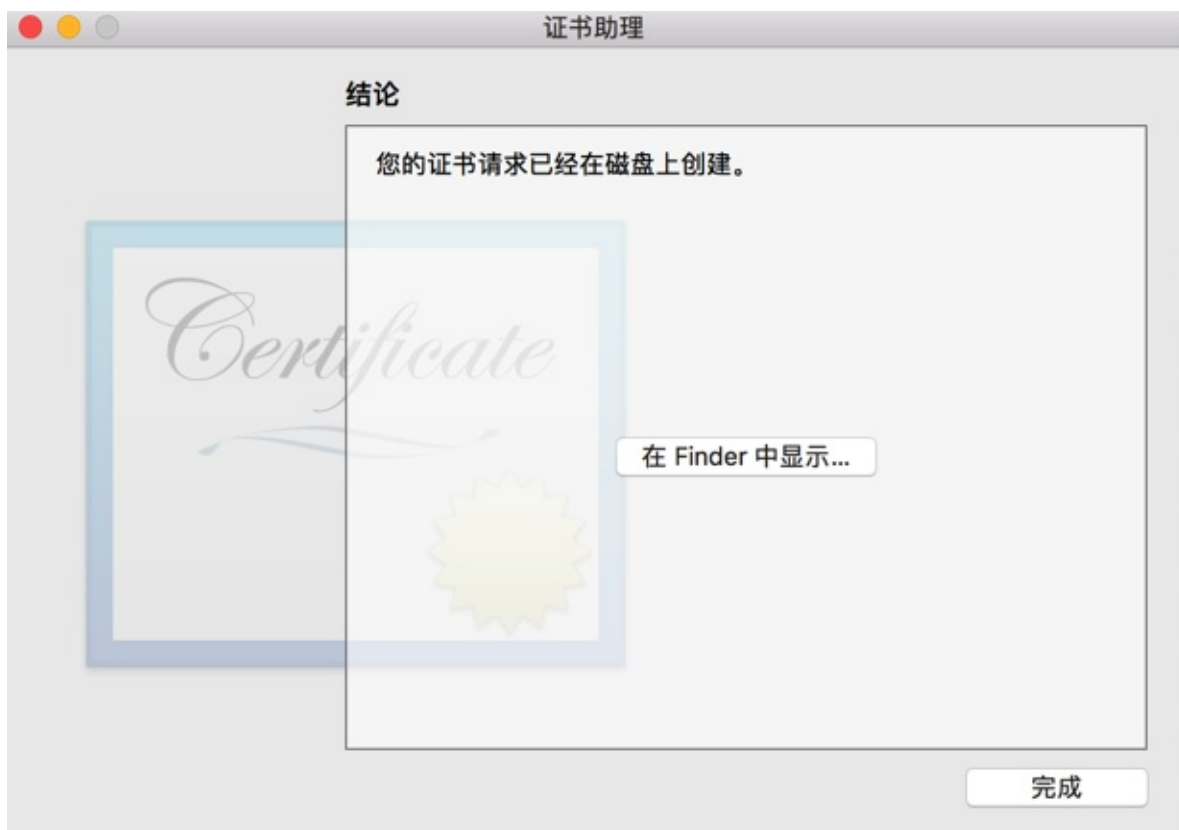 证书助理
结论
您的证书请求已经在磁盘上创建。
Certificate
在 Finder 中显示...
完成